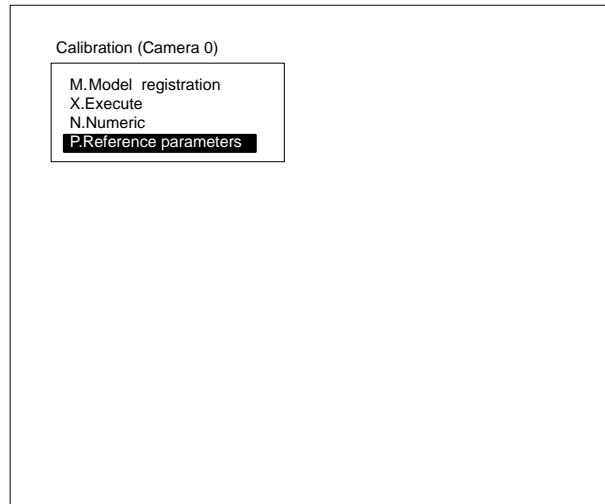 Calibration (Camera 0)
M.Model registration
X.Execute
N.Numeric
P.Reference parameters